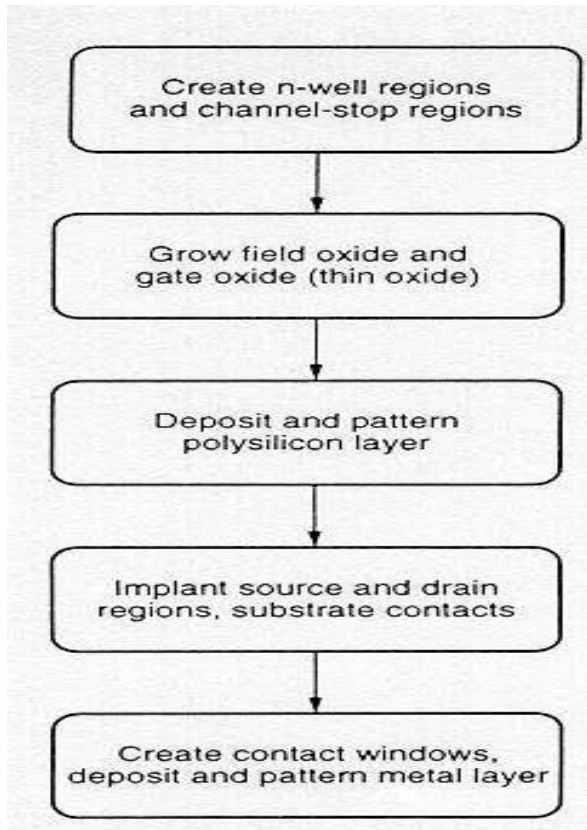 Create n-well regions
and channel-stop regions
Grow field oxide and
gate oxide (thin oxide)
Deposit and pattern
polysilicon layer
Implant source and drain
regions, substrate contacts
Create contact windows,
deposit and pattern metal layer